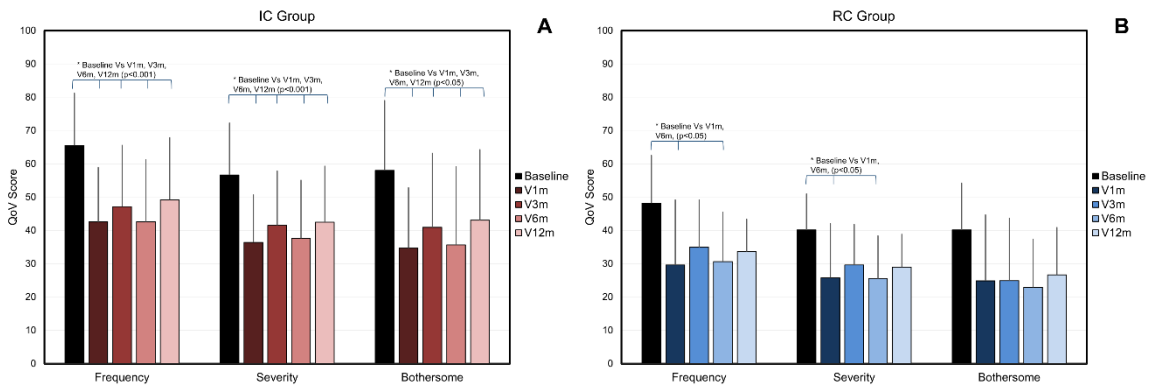 IC Group
A
QoV Score
100
90
80
70
60
50
40
30
20
10
0
* Baseline Vs V1m, V3m,
V6m, V12m (p<0.001)
* Baseline Vs V1m, V3m,
V6m, V12m (p<0.001)
* Baseline Vs V1m, V3m,
V6m, V12m (p<0.05)
Frequency
Severity
Bothersome
Baseline
V1m
V3m
V6m
V12m
RC Group
B
QoV Score
100
90
80
70
60
50
40
30
20
10
0
* Baseline Vs V1m,
V6m, (p<0.05)
* Baseline Vs V1m,
V6m, (p<0.05)
Frequency
Severity
Bothersome
Baseline
V1m
V3m
V6m
V12m